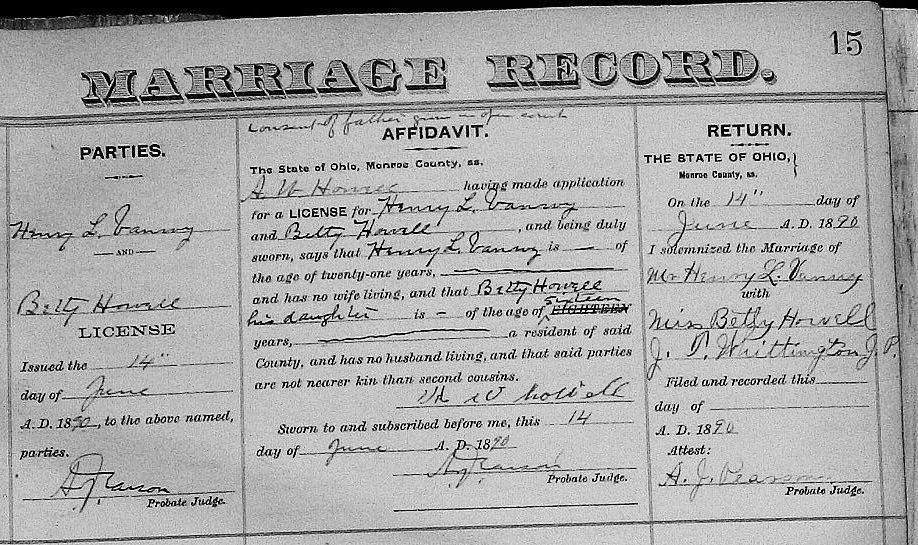 15
MARRIAGE RECORD.
PARTIES.
Henry L. Vanwy
AND
Betty Howell
LICENSE
Issued the 14"
day of June
A. D. 1890, to the above named,
parties.
A J Pearson
Probate Judge.
Consent of father given in open court
AFFIDAVIT.
The State of Ohio, Monroe County, ss.
A W Howell having made application
for a LICENSE for Henry L. Vanwy
and Betty Howell, and being duly
sworn, says that Henry L. Vanwy is — of
the age of twenty-one years,
and has no wife living, and that Betty Howell
his daughter is — of the age of sixteen EIGHTEEN
years, a resident of said
County, and has no husband living, and that said parties
are not nearer kin than second cousins.
W Howell
Sworn to and subscribed before me, this 14
day of June A. D. 1890
A J Pearson
Probate Judge.
RETURN.
THE STATE OF OHIO,
Monroe County, ss.
On the 14" day of
June A. D. 1890
I solemnized the Marriage of
Mr Henry L. Vanwy
with
Miss Betty Howell
J. P. Whittington J. P.
Filed and recorded this
day of
A. D. 1890
Attest:
A. J. Pearson
Probate Judge.